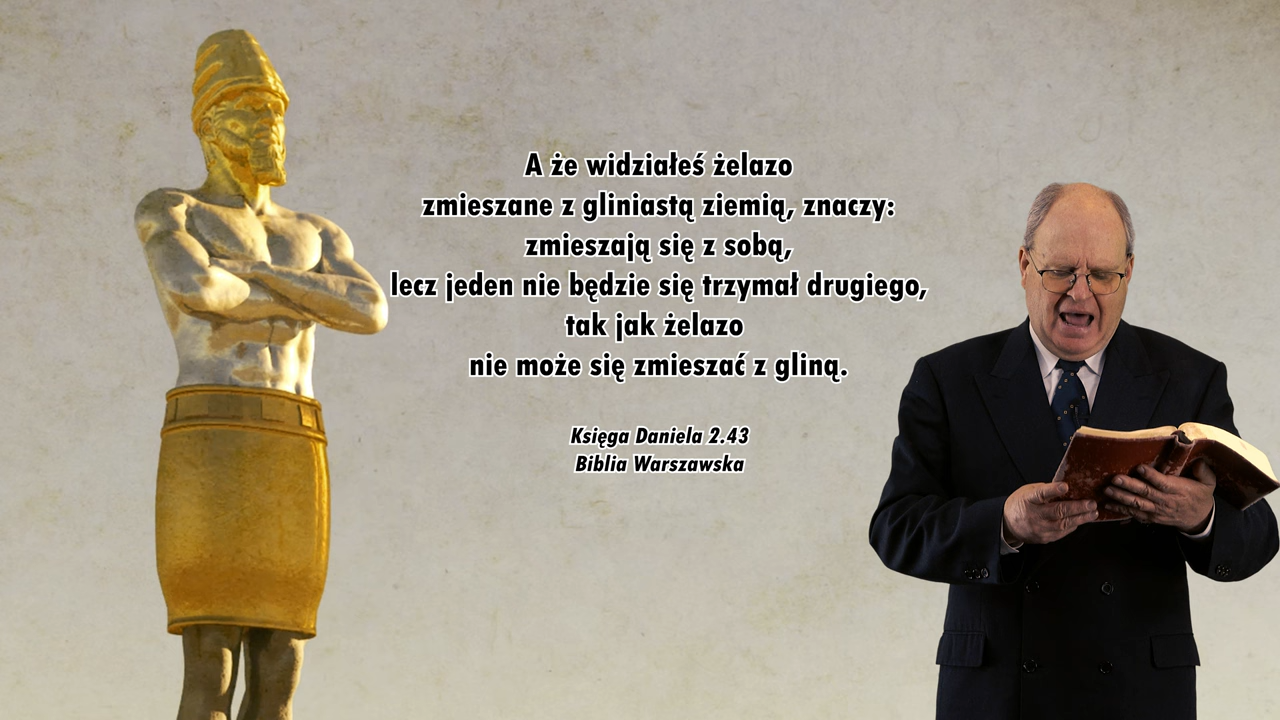 A że widziałeś żelazo
zmieszane z gliniastą ziemią, znaczy:
zmieszają się z sobą,
lecz jeden nie będzie się trzymał drugiego,
tak jak żelazo
nie może się zmieszać z gliną.
Księga Daniela 2.43
Biblia Warszawska